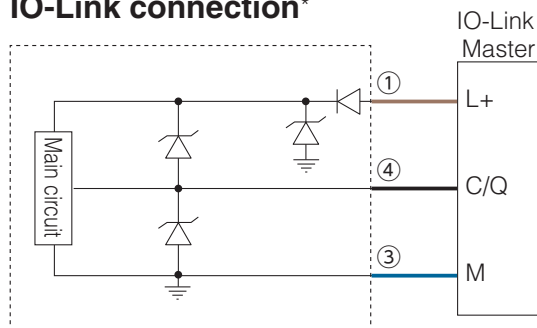 IO-Link connection*
IO-Link
Master
① L+
Main circuit
④ C/Q
③ M